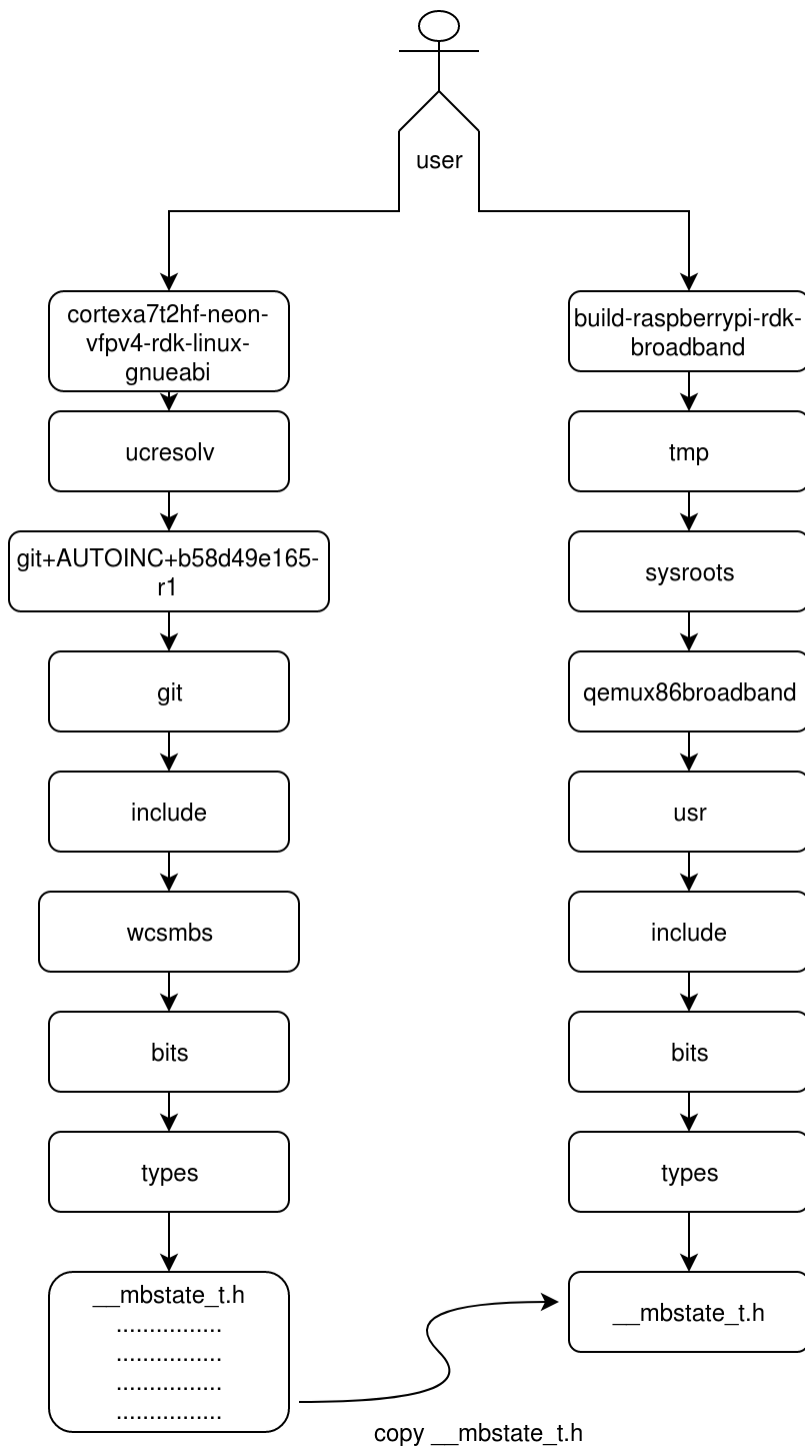 user
cortexa7t2hf-neon-
vfpv4-rdk-linux-
gnueabi
ucresolv
git+AUTOINC+b58d49e165-
r1
git
include
wcsmbs
bits
types
__mbstate_t.h
................
................
................
................
build-raspberrypi-rdk-
broadband
tmp
sysroots
qemux86broadband
usr
include
bits
types
__mbstate_t.h
copy __mbstate_t.h